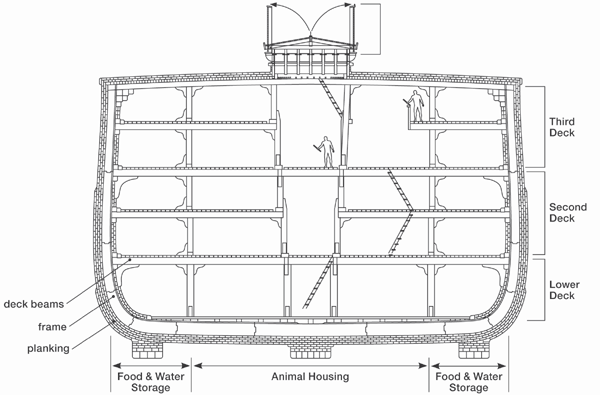 Third
Deck
Second
Deck
Lower
Deck
deck beams
frame
planking
Food & Water
Storage
Animal Housing
Food & Water
Storage